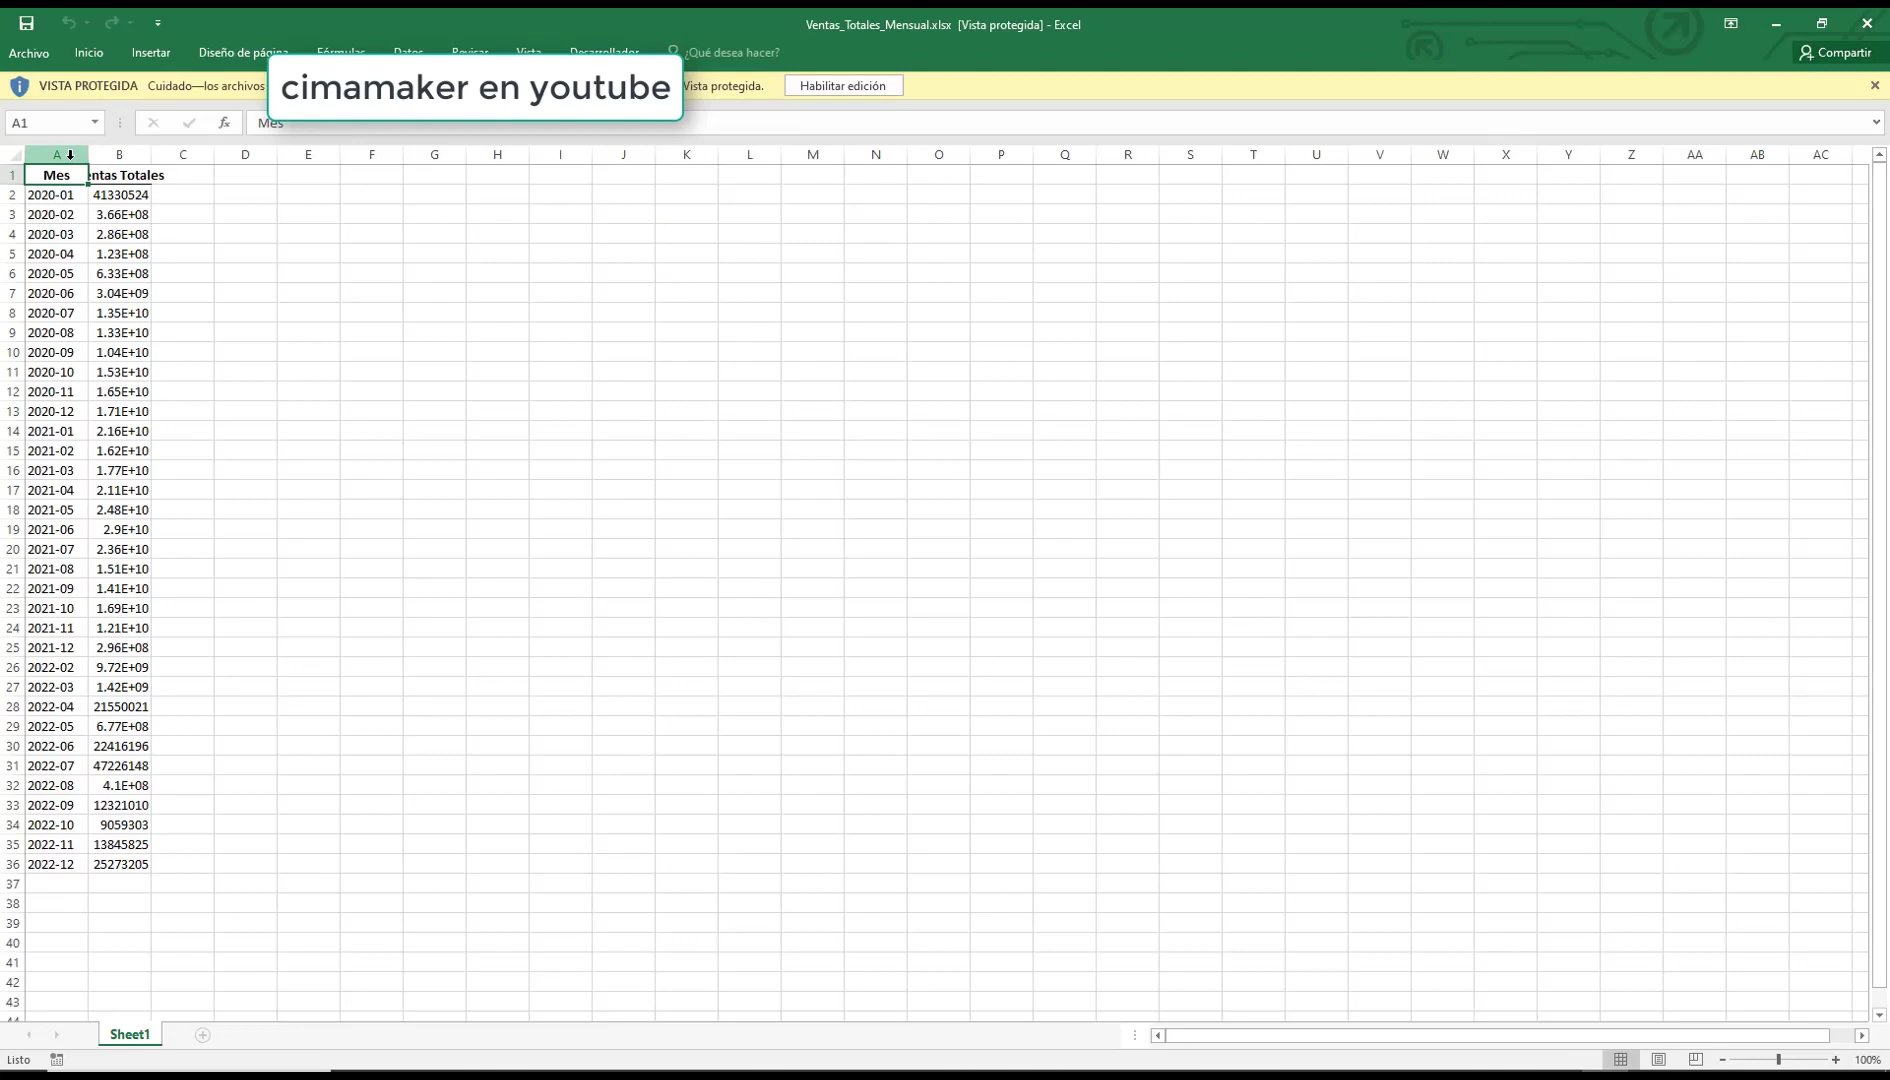 Ventas_Totales_Mensual.xlsx [Vista protegida] - Excel
Archivo Inicio Insertar Diseño de página Fórmulas Datos Revisar Vista Desarrollador ¿Qué desea hacer? Compartir
VISTA PROTEGIDA Cuidado—los archivos Vista protegida. Habilitar edición
cimamaker en youtube
A1 fx Mes
A B C D E F G H I J K L M N O P Q R S T U V W X Y Z AA AB AC
1 Mes entas Totales
2 2020-01 41330524
3 2020-02 3.66E+08
4 2020-03 2.86E+08
5 2020-04 1.23E+08
6 2020-05 6.33E+08
7 2020-06 3.04E+09
8 2020-07 1.35E+10
9 2020-08 1.33E+10
10 2020-09 1.04E+10
11 2020-10 1.53E+10
12 2020-11 1.65E+10
13 2020-12 1.71E+10
14 2021-01 2.16E+10
15 2021-02 1.62E+10
16 2021-03 1.77E+10
17 2021-04 2.11E+10
18 2021-05 2.48E+10
19 2021-06 2.9E+10
20 2021-07 2.36E+10
21 2021-08 1.51E+10
22 2021-09 1.41E+10
23 2021-10 1.69E+10
24 2021-11 1.21E+10
25 2021-12 2.96E+08
26 2022-02 9.72E+09
27 2022-03 1.42E+09
28 2022-04 21550021
29 2022-05 6.77E+08
30 2022-06 22416196
31 2022-07 47226148
32 2022-08 4.1E+08
33 2022-09 12321010
34 2022-10 9059303
35 2022-11 13845825
36 2022-12 25273205
37
38
39
40
41
42
43
44
Sheet1
Listo 100%